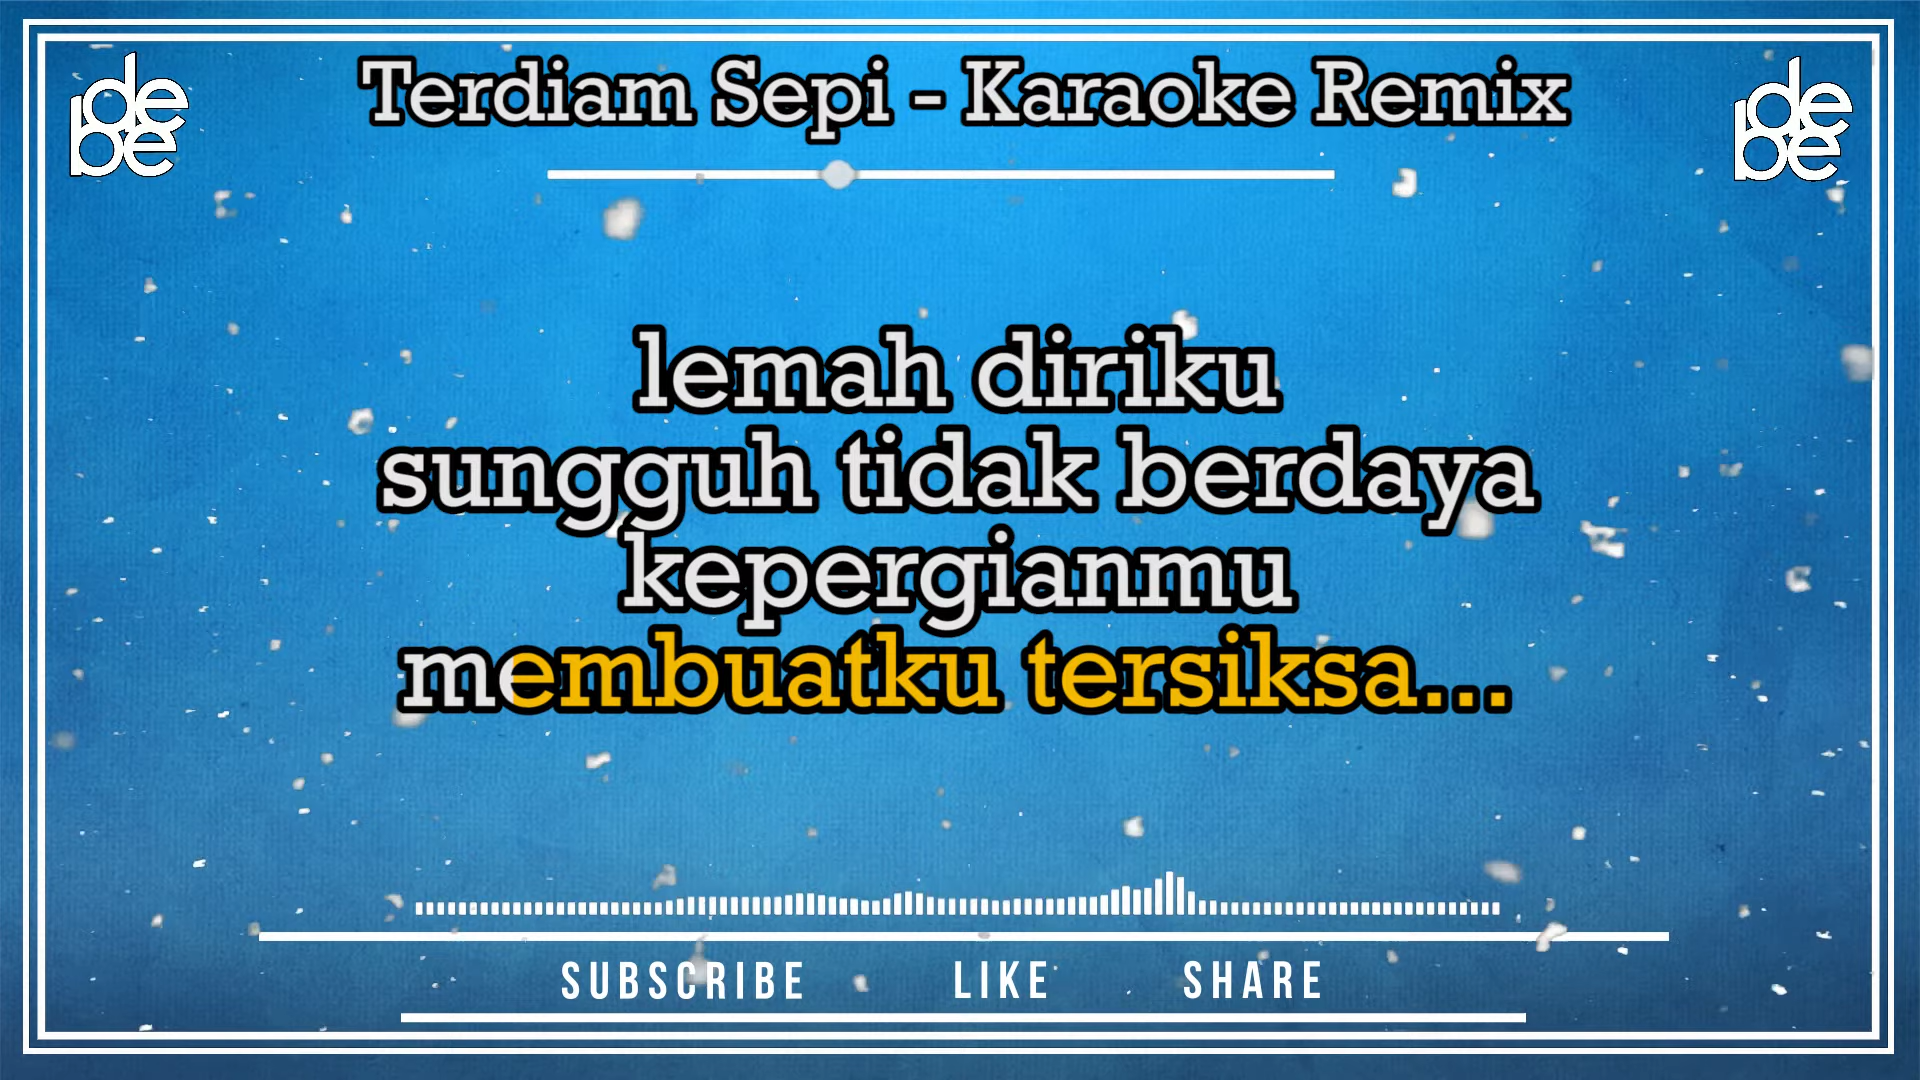 Terdiam Sepi - Karaoke Remix
de
be
de
be
lemah diriku
sungguh tidak berdaya
kepergianmu
membuatku tersiksa...
SUBSCRIBE LIKE SHARE